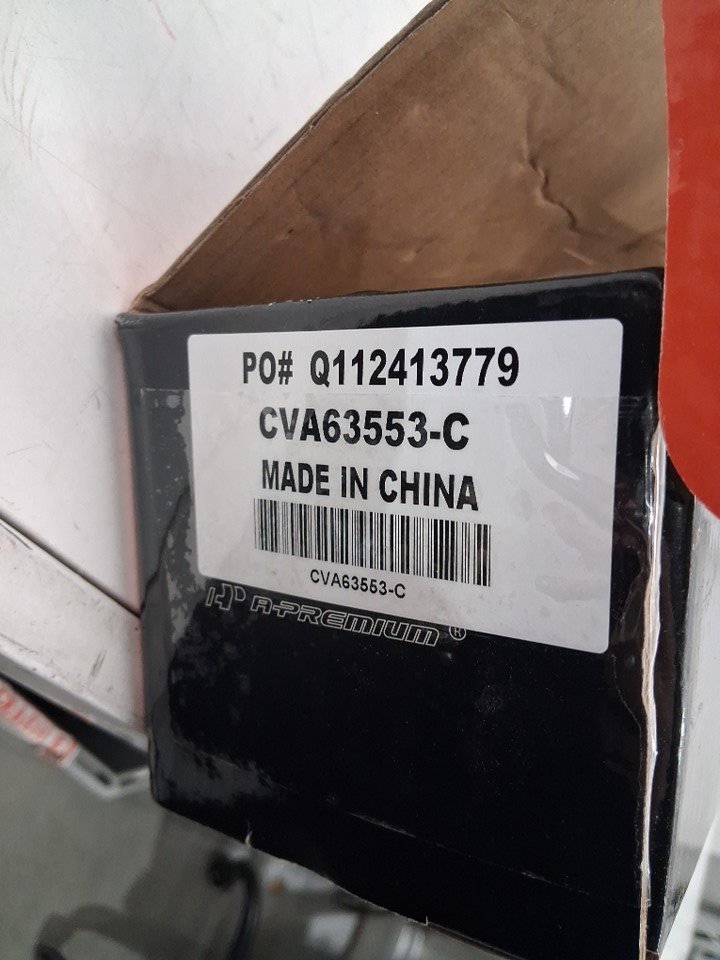 PO# Q112413779
CVA63553-C
MADE IN CHINA
CVA63553-C
A-PREMIUM®